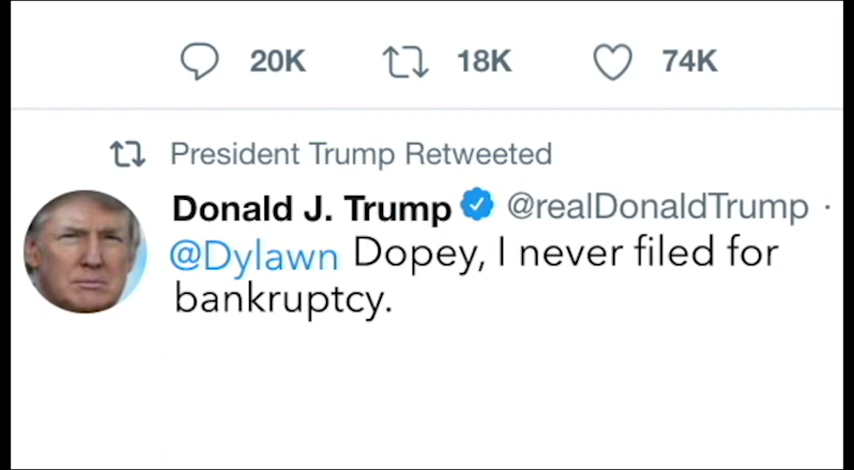 20K 18K 74K
President Trump Retweeted
Donald J. Trump @realDonaldTrump ·
@Dylawn Dopey, I never filed for
bankruptcy.